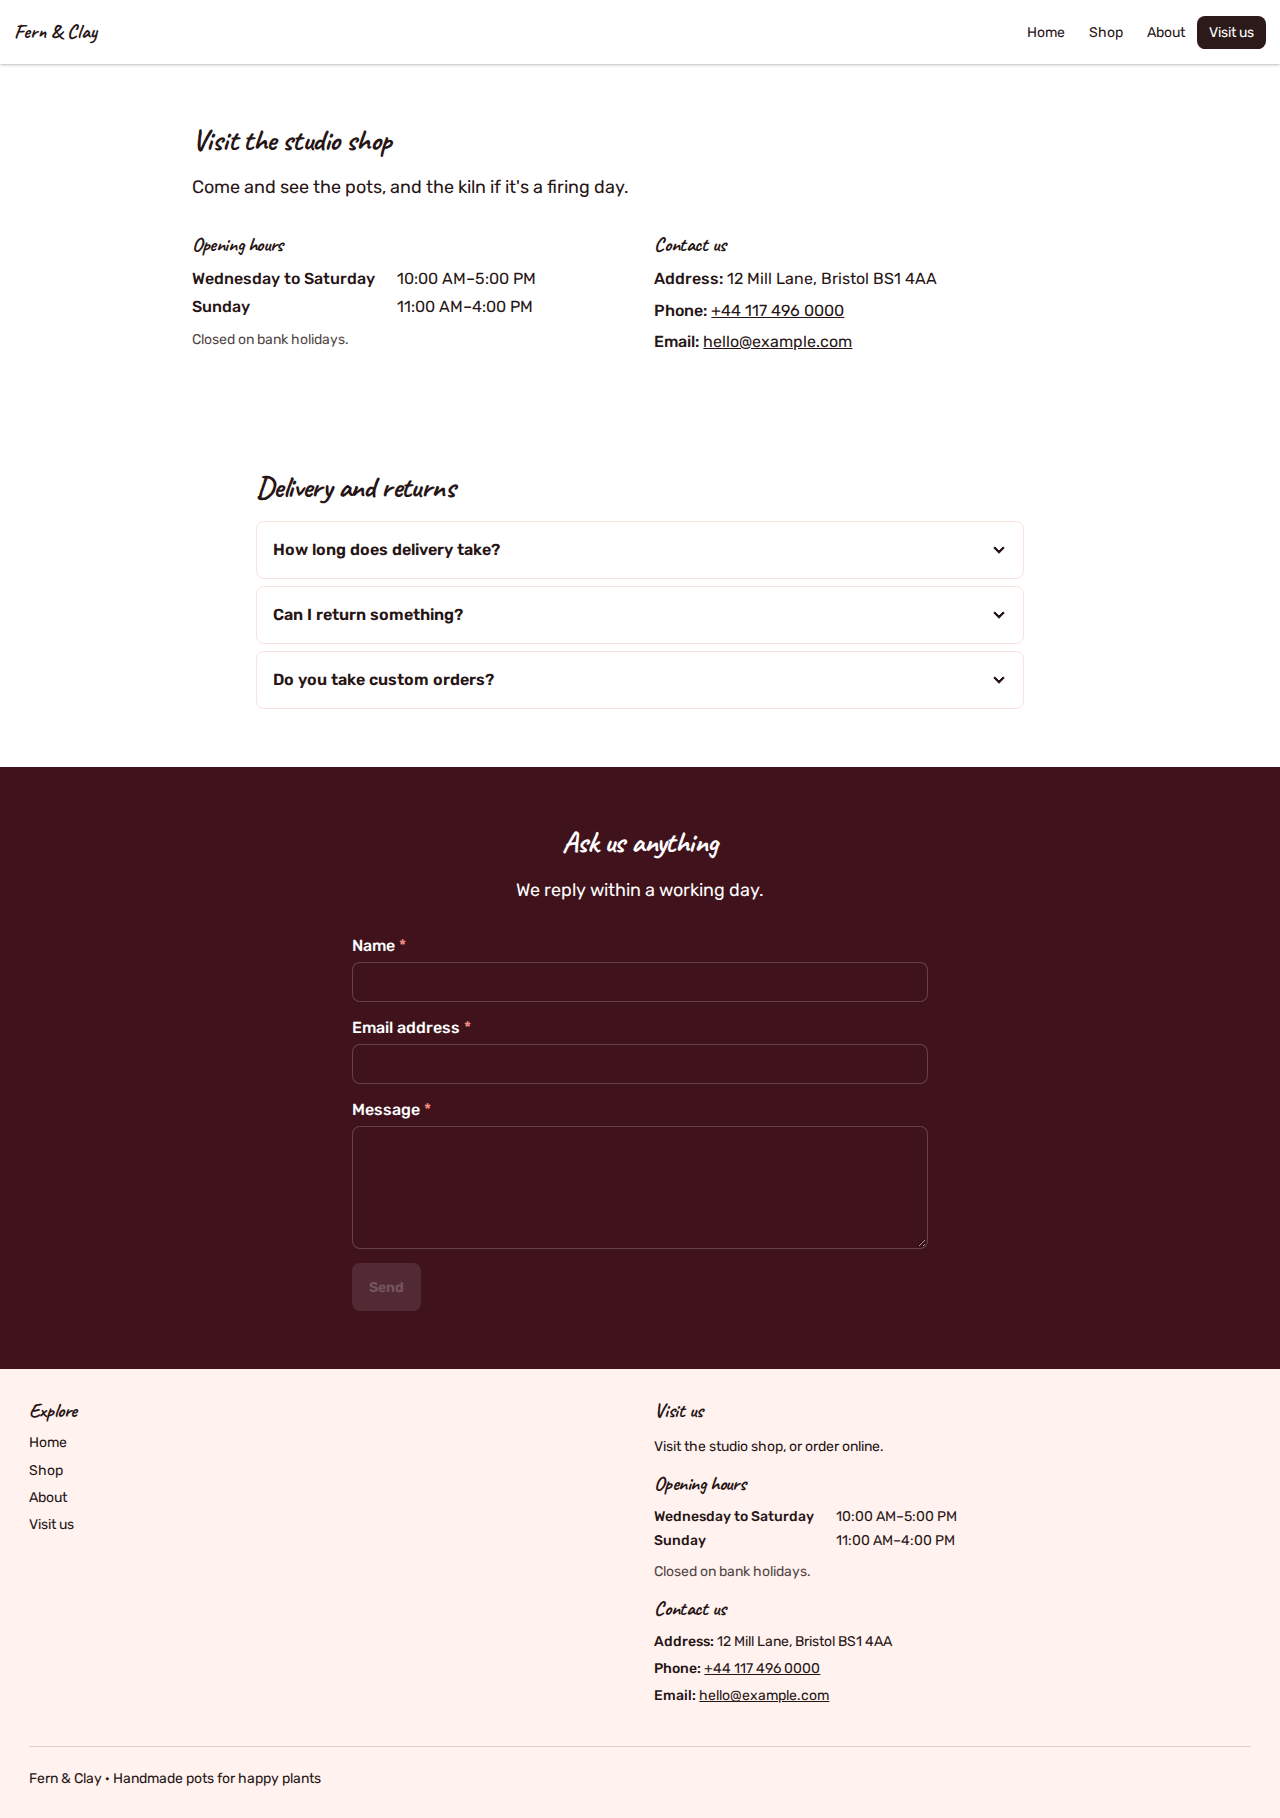 Fern & Clay
Home Shop About Visit us
Visit the studio shop
Come and see the pots, and the kiln if it's a firing day.
Opening hours
Wednesday to Saturday 10:00 AM–5:00 PM
Sunday 11:00 AM–4:00 PM
Closed on bank holidays.
Contact us
Address: 12 Mill Lane, Bristol BS1 4AA
Phone: +44 117 496 0000
Email: hello@example.com
Delivery and returns
How long does delivery take?
Can I return something?
Do you take custom orders?
Ask us anything
We reply within a working day.
Name *
Email address *
Message *
Send
Explore
Home
Shop
About
Visit us
Visit us
Visit the studio shop, or order online.
Opening hours
Wednesday to Saturday 10:00 AM–5:00 PM
Sunday 11:00 AM–4:00 PM
Closed on bank holidays.
Contact us
Address: 12 Mill Lane, Bristol BS1 4AA
Phone: +44 117 496 0000
Email: hello@example.com
Fern & Clay • Handmade pots for happy plants